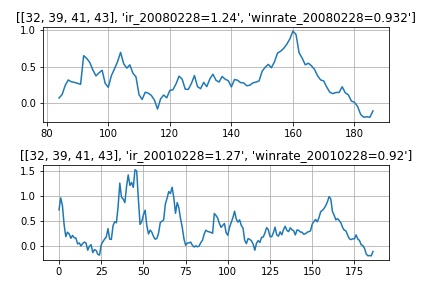 [[32, 39, 41, 43], 'ir_20080228=1.24', 'winrate_20080228=0.932']
1.0
0.5
0.0
80 100 120 140 160 180
[[32, 39, 41, 43], 'ir_20010228=1.27', 'winrate_20010228=0.92']
1.5
1.0
0.5
0.0
0 25 50 75 100 125 150 175